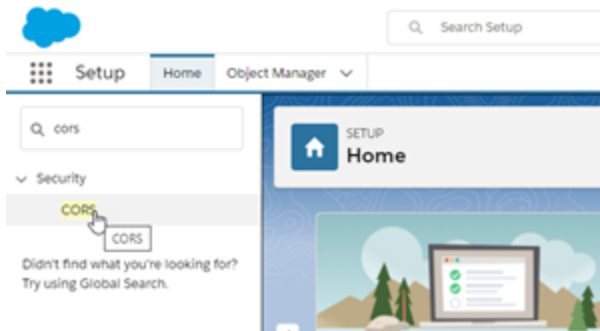 Search Setup
Setup
Home
Object Manager
cors
SETUP
Home
Security
CORS
CORS
Didn't find what you're looking for?
Try using Global Search.